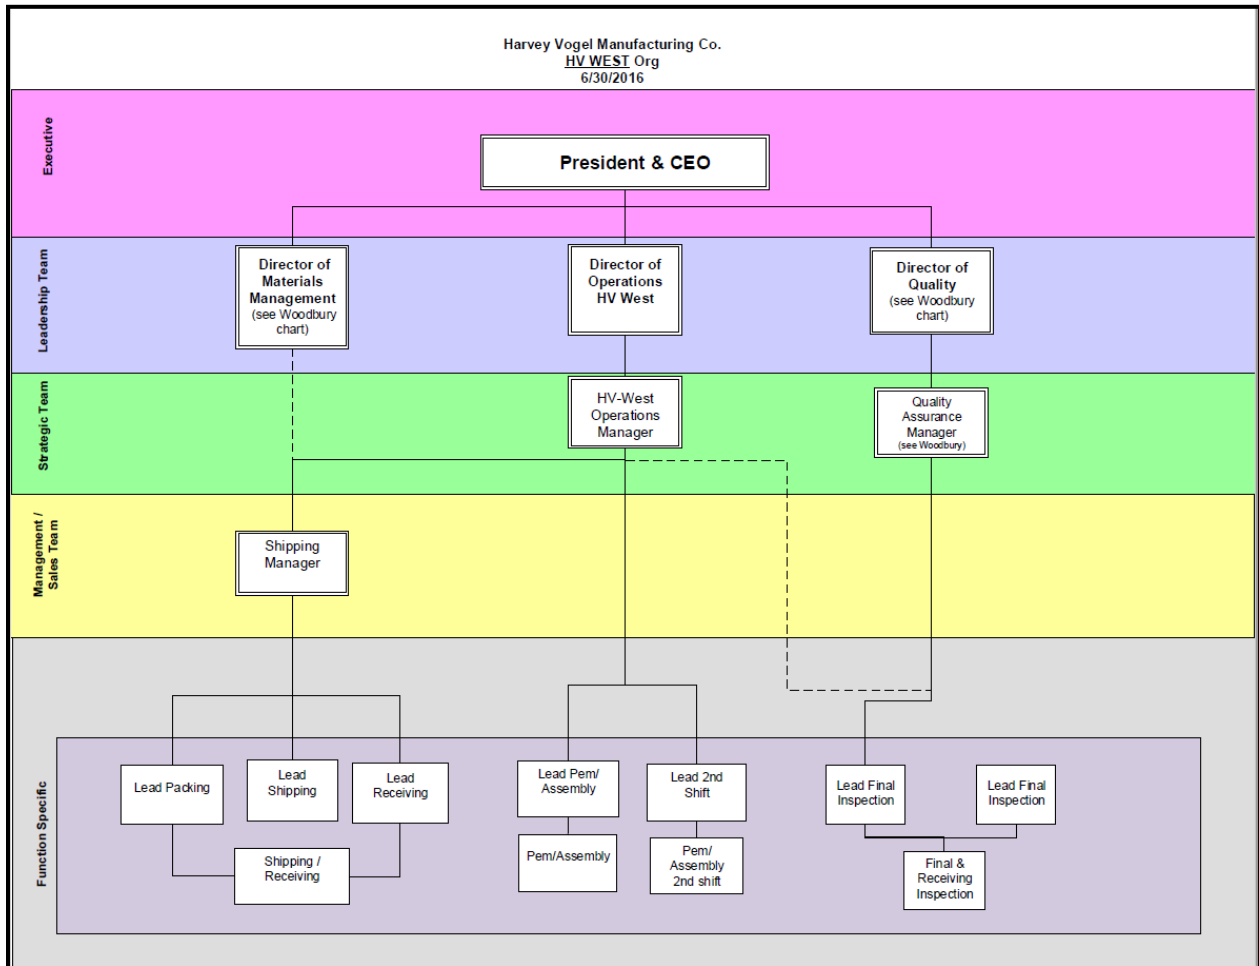 Harvey Vogel Manufacturing Co.
HV WEST Org
6/30/2016
Executive
President & CEO
Leadership Team
Director of
Materials
Management
(see Woodbury
chart)
Director of
Operations
HV West
Director of
Quality
(see Woodbury
chart)
Strategic Team
HV-West
Operations
Manager
Quality
Assurance
Manager
(see Woodbury)
Management /
Sales Team
Shipping
Manager
Function Specific
Lead Packing
Lead
Shipping
Lead
Receiving
Lead Pem/
Assembly
Lead 2nd
Shift
Lead Final
Inspection
Lead Final
Inspection
Shipping /
Receiving
Pem/Assembly
Pem/
Assembly
2nd shift
Final &
Receiving
Inspection